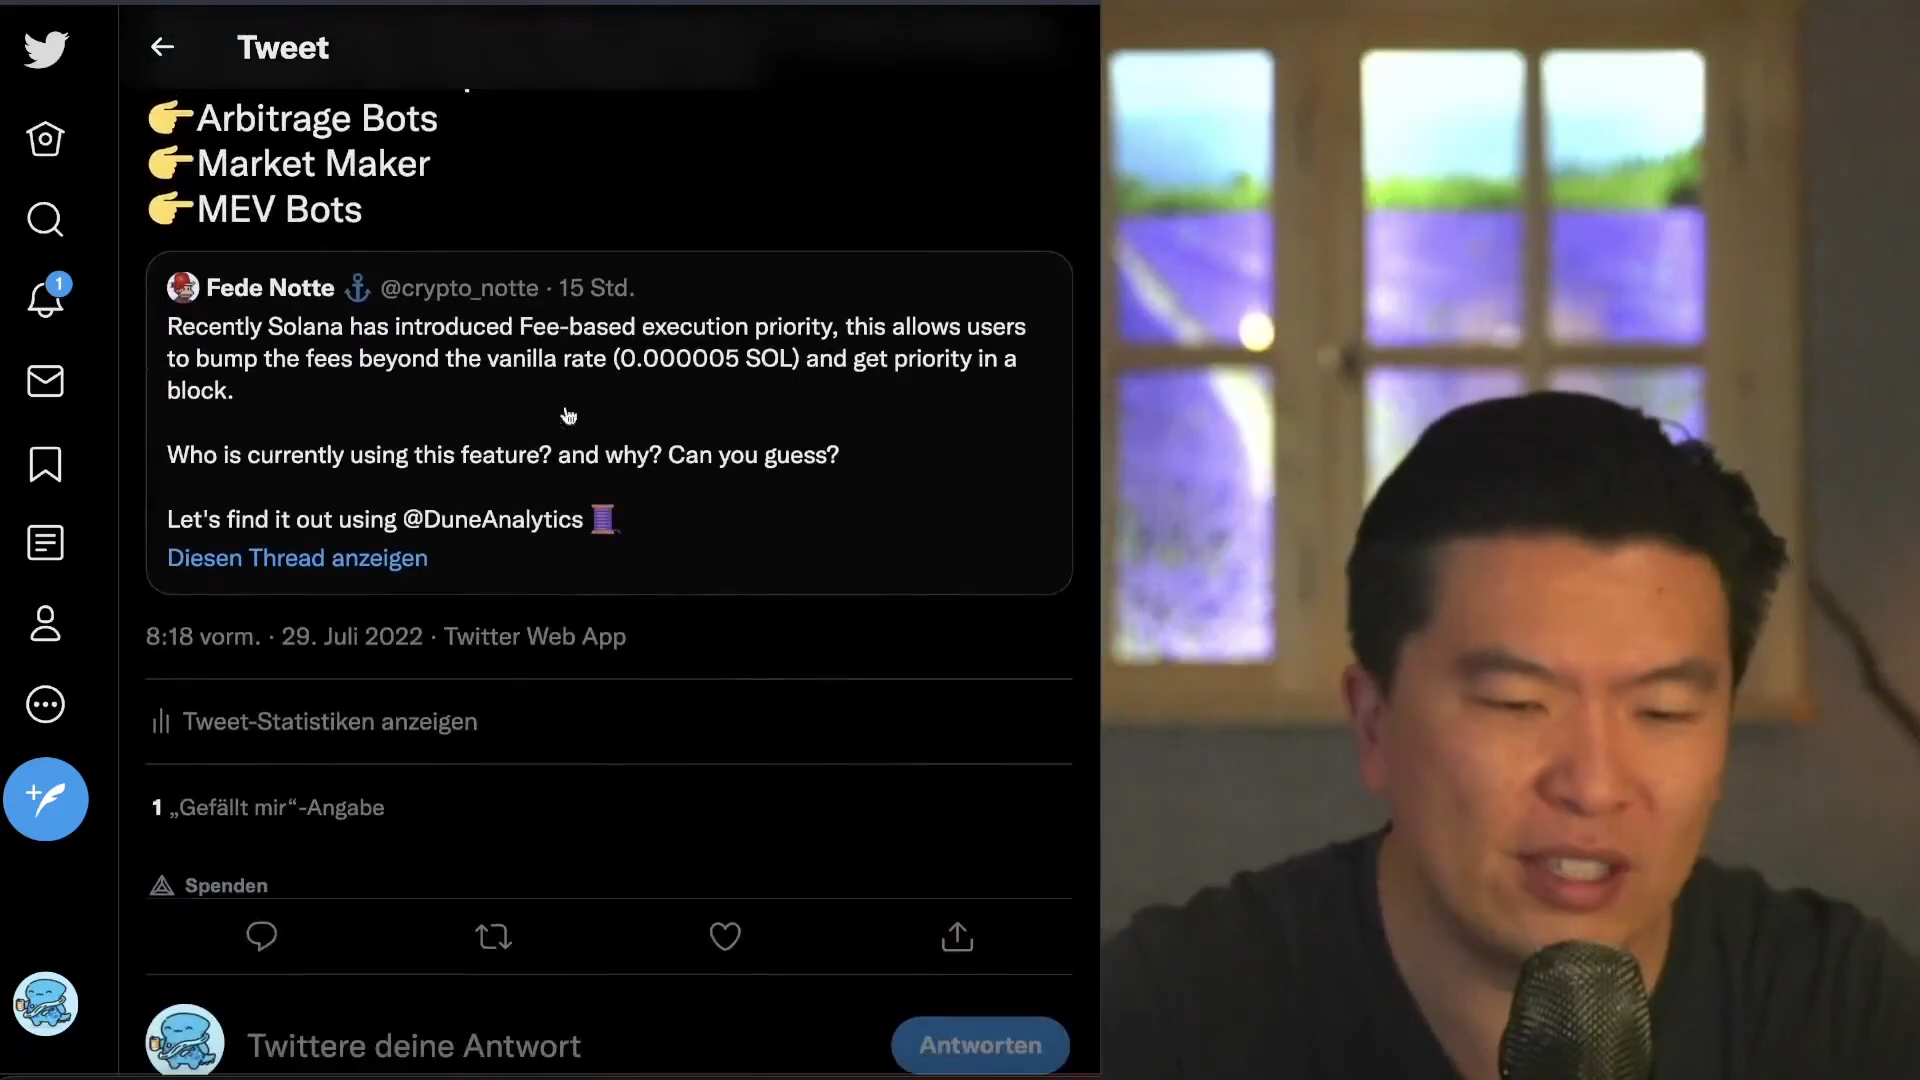 Tweet
👉Arbitrage Bots
👉Market Maker
👉MEV Bots
Fede Notte ⚓ @crypto_notte · 15 Std.
Recently Solana has introduced Fee-based execution priority, this allows users
to bump the fees beyond the vanilla rate (0.000005 SOL) and get priority in a
block.
1
Who is currently using this feature? and why? Can you guess?
Let's find it out using @DuneAnalytics 🧵
Diesen Thread anzeigen
8:18 vorm. · 29. Juli 2022 · Twitter Web App
Tweet-Statistiken anzeigen
1 „Gefällt mir“-Angabe
Spenden
Twittere deine Antwort
Antworten